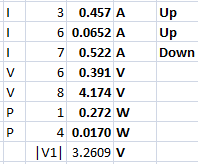 I 3 0.457 A Up
I 6 0.0652 A Up
I 7 0.522 A Down
V 6 0.391 V
V 8 4.174 V
P 1 0.272 W
P 4 0.0170 W
|V1| 3.2609 V